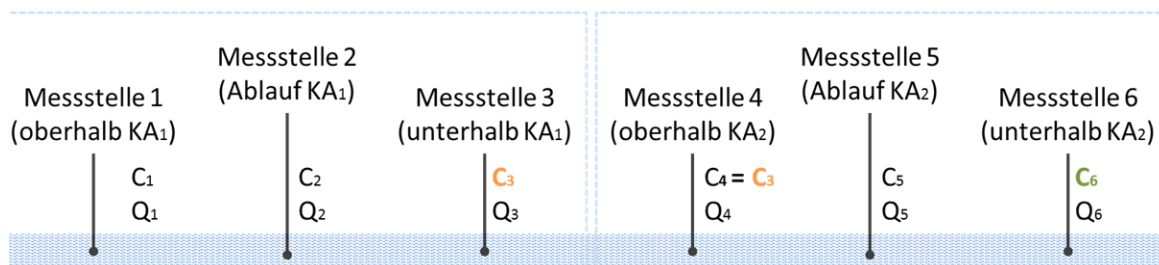 Messstelle 1
(oberhalb KA1)
C1
Q1
Messstelle 2
(Ablauf KA1)
C2
Q2
Messstelle 3
(unterhalb KA1)
C3
Q3
Messstelle 4
(oberhalb KA2)
C4 = C3
Q4
Messstelle 5
(Ablauf KA2)
C5
Q5
Messstelle 6
(unterhalb KA2)
C6
Q6